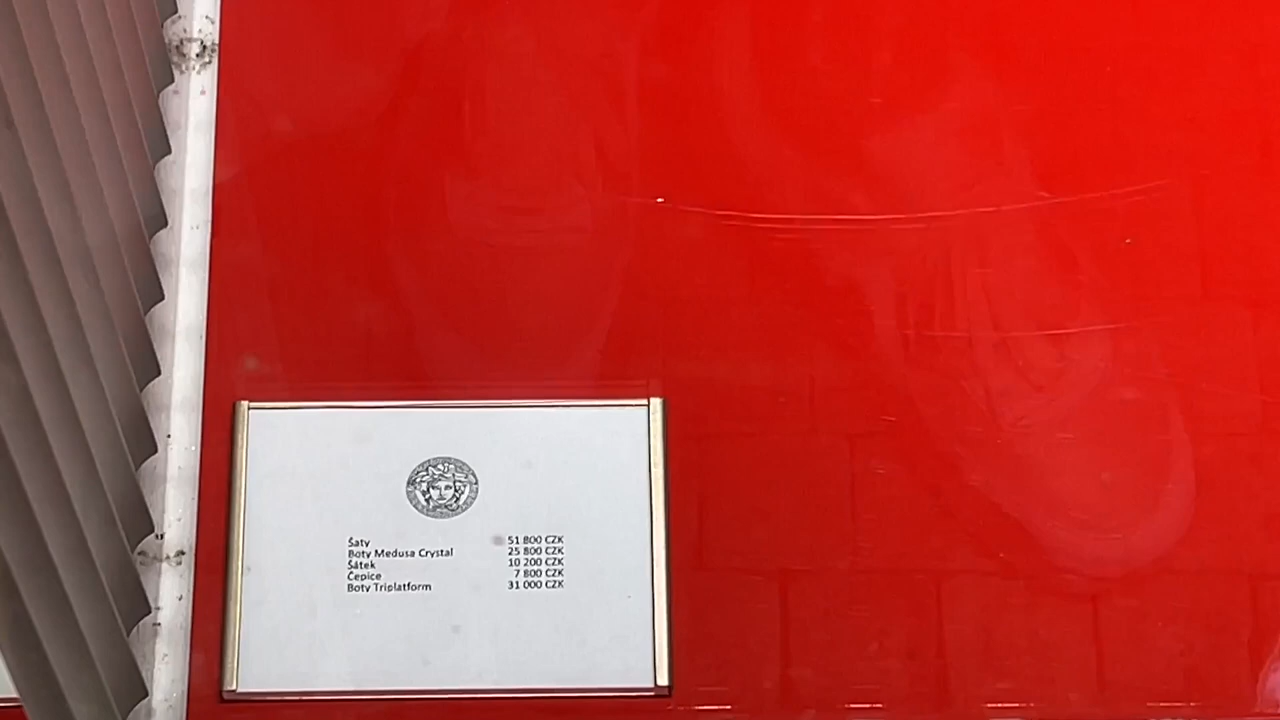 Šaty 51 800 CZK
Boty Medusa Crystal 25 800 CZK
Šátek 10 200 CZK
Čepice 7 800 CZK
Boty Triplatform 31 000 CZK